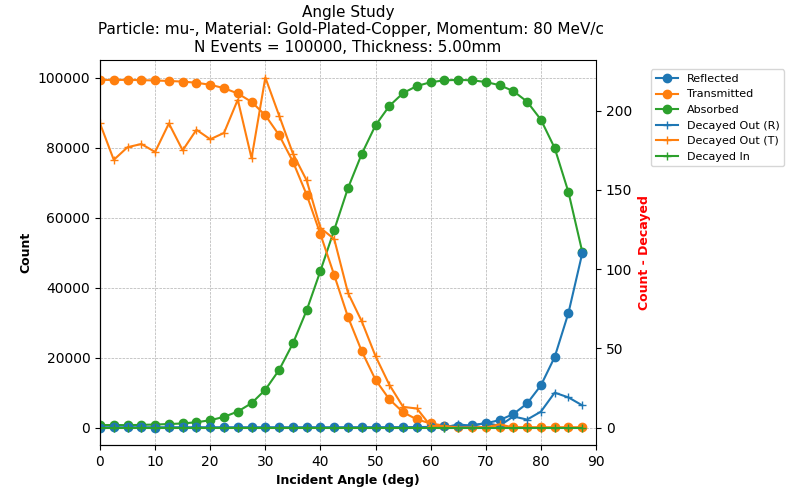 Angle Study
Particle: mu-, Material: Gold-Plated-Copper, Momentum: 80 MeV/c
N Events = 100000, Thickness: 5.00mm
100000
80000
60000
40000
20000
0
Count
0 10 20 30 40 50 60 70 80 90
Incident Angle (deg)
200
150
100
50
0
Count - Decayed
Reflected
Transmitted
Absorbed
Decayed Out (R)
Decayed Out (T)
Decayed In